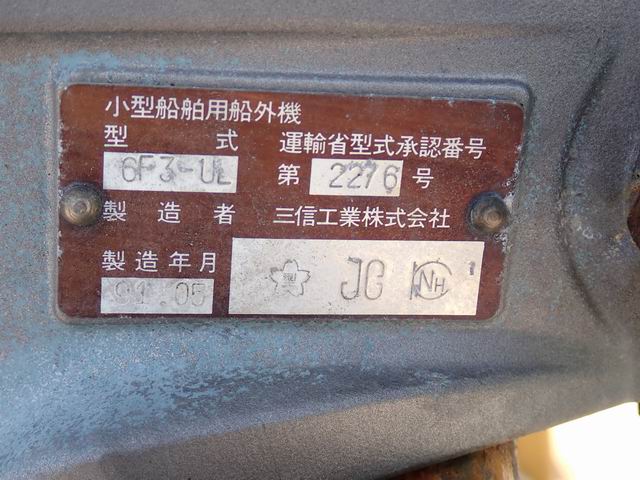 小型船舶用船外機
型 式 運輸省型式承認番号
6F3-UL 第 2276 号
製造者 三信工業株式会社
製造年月
91.05 JG NH